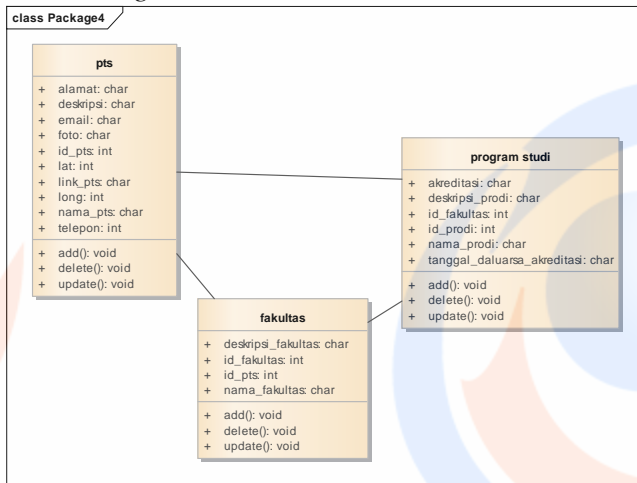 class Package4
pts
+ alamat: char
+ deskripsi: char
+ email: char
+ foto: char
+ id_pts: int
+ lat: int
+ link_pts: char
+ long: int
+ nama_pts: char
+ telepon: int
+ add(): void
+ delete(): void
+ update(): void
program studi
+ akreditasi: char
+ deskripsi_prodi: char
+ id_fakultas: int
+ id_prodi: int
+ nama_prodi: char
+ tanggal_daluarsa_akreditasi: char
+ add(): void
+ delete(): void
+ update(): void
fakultas
+ deskripsi_fakultas: char
+ id_fakultas: int
+ id_pts: int
+ nama_fakultas: char
+ add(): void
+ delete(): void
+ update(): void